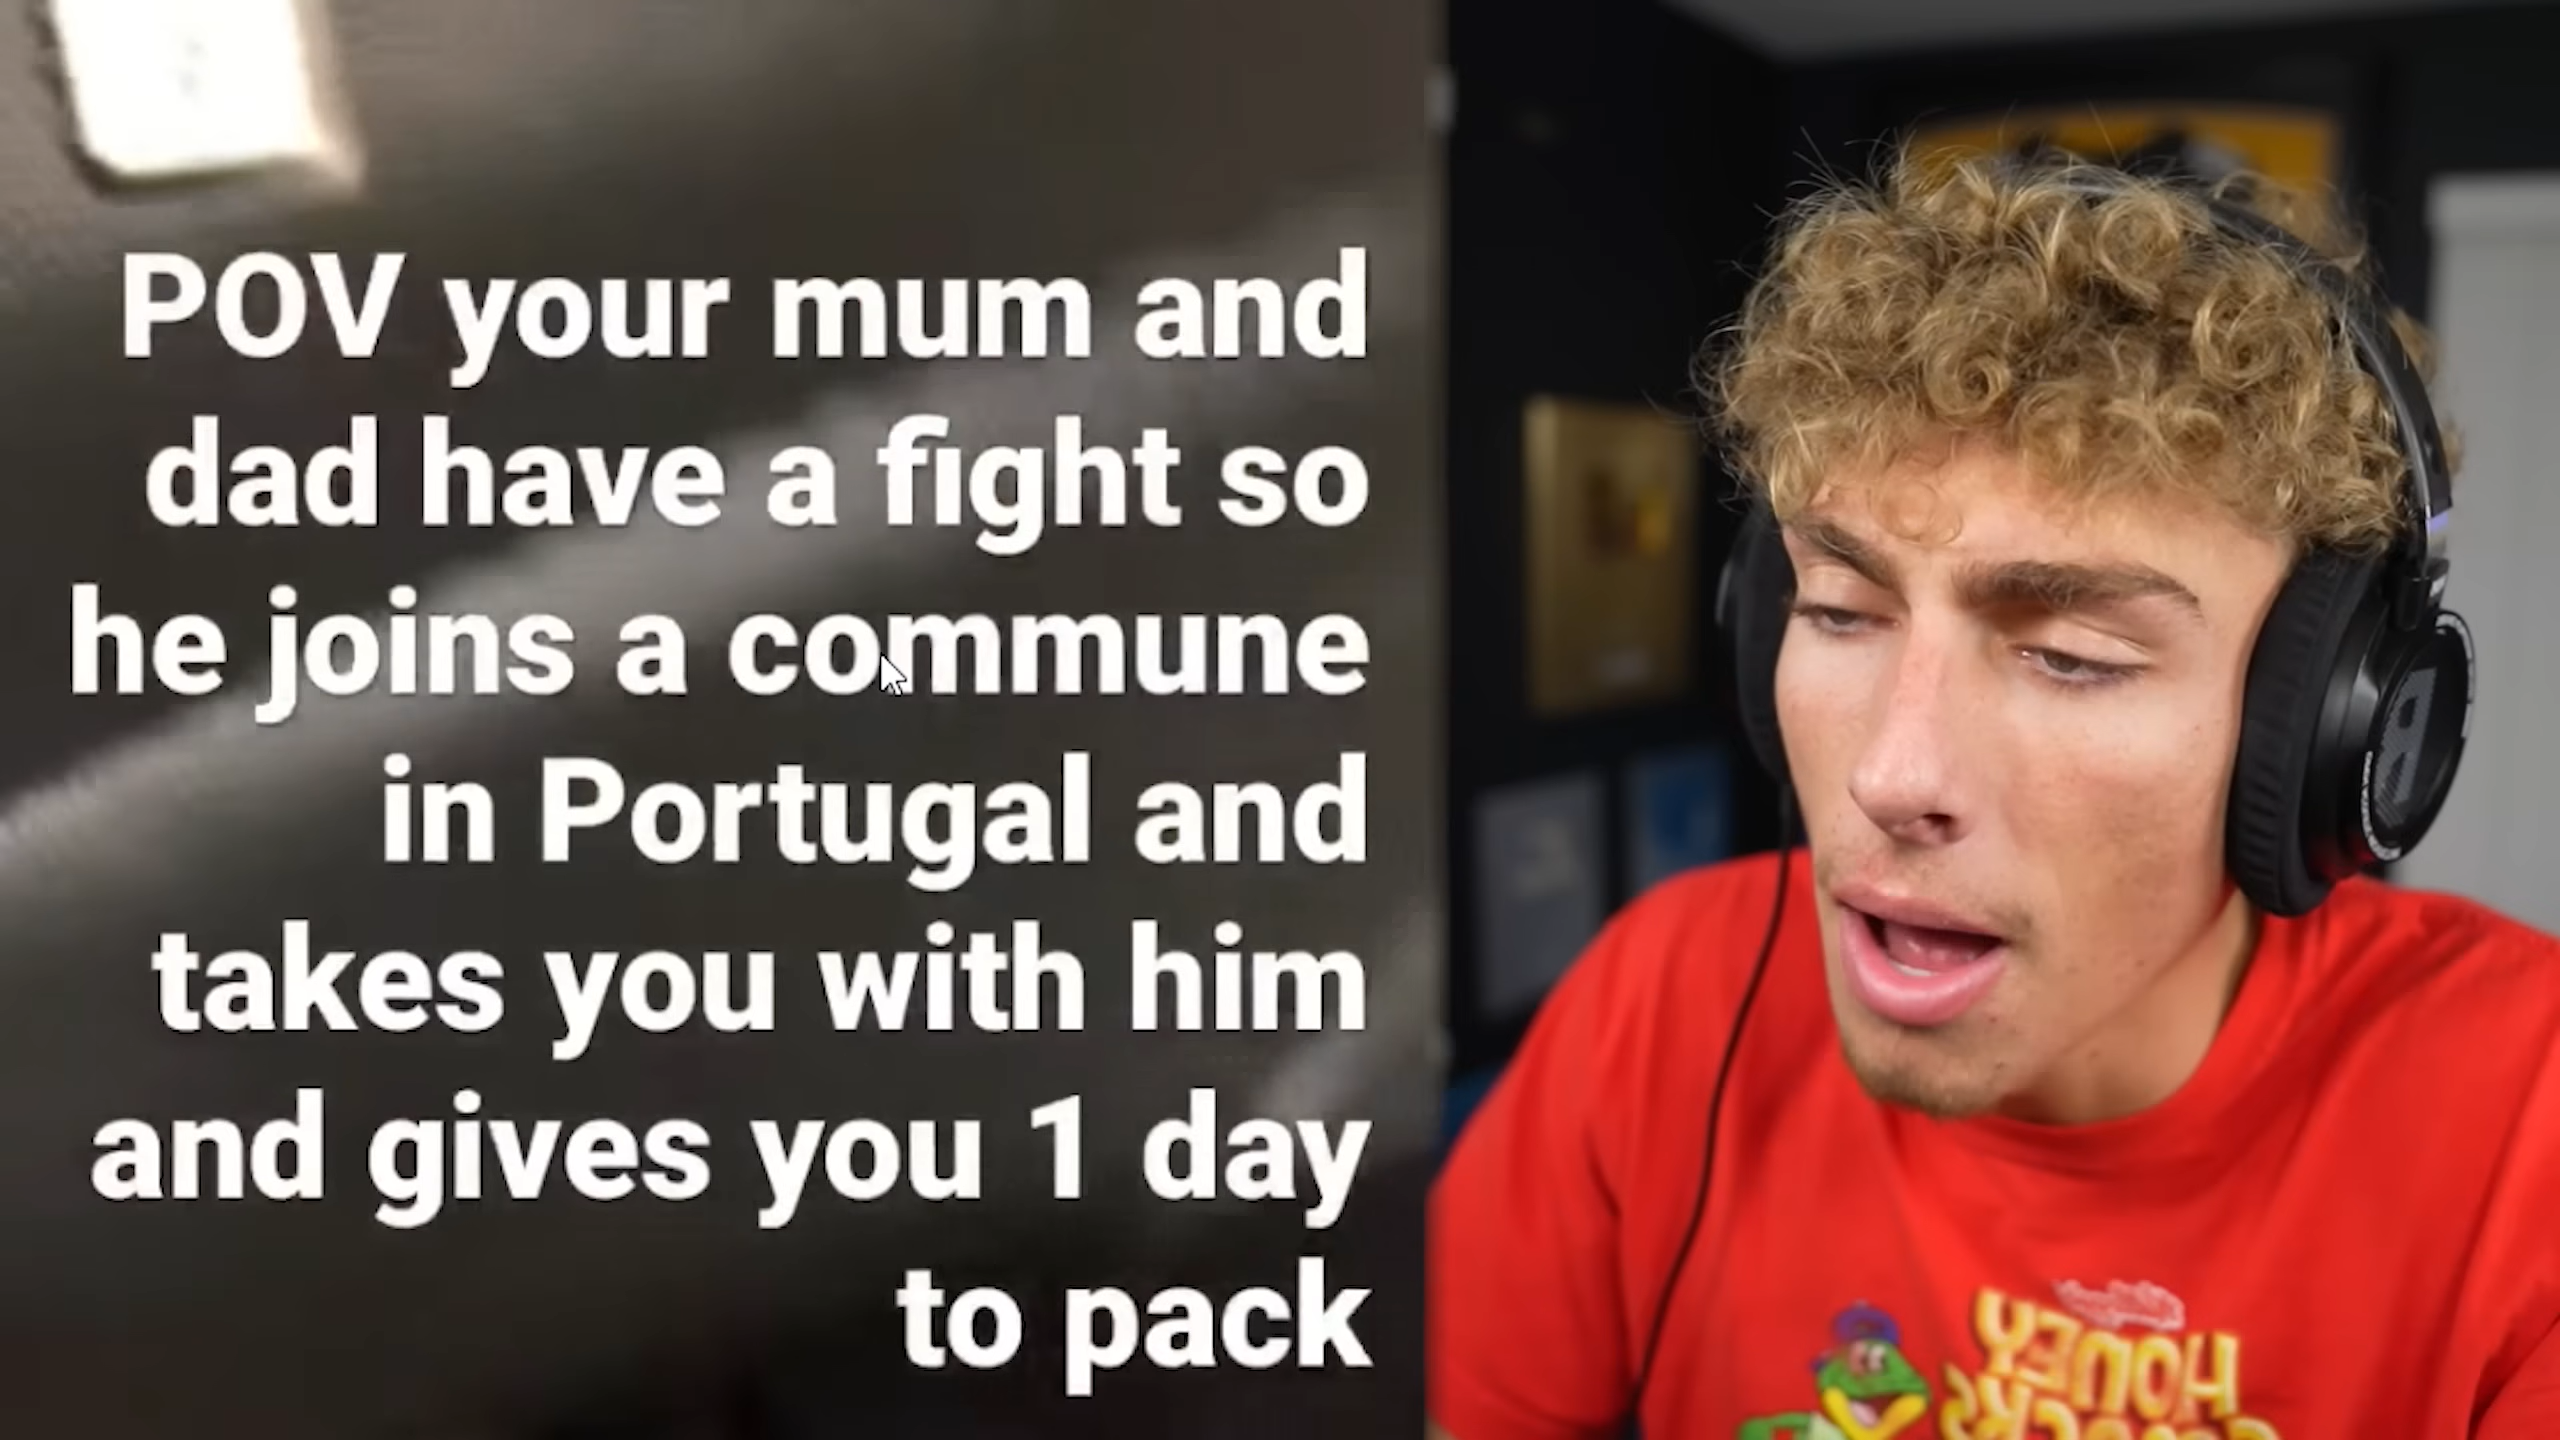 POV your mum and
dad have a fight so
he joins a commune
in Portugal and
takes you with him
and gives you 1 day
to pack
HONEY